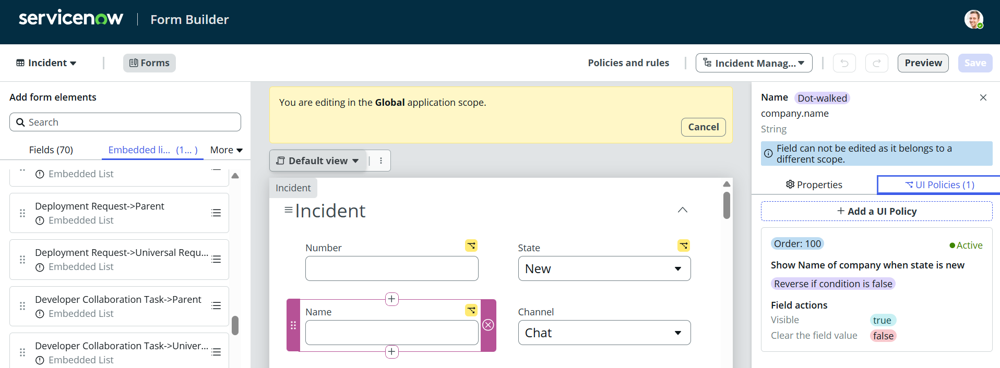 servicenow
Form Builder
Incident
Forms
Policies and rules
Incident Manag...
Preview
Save
Add form elements
Search
Fields (70)
Embedded li... (1... )
More
Embedded List
Deployment Request->Parent
Embedded List
Deployment Request->Universal Requ...
Embedded List
Developer Collaboration Task->Parent
Embedded List
Developer Collaboration Task->Univer...
Embedded List
You are editing in the Global application scope.
Cancel
Default view
Incident
Incident
Number
State
New
Name
Channel
Chat
Name Dot-walked
company.name
String
Field can not be edited as it belongs to a
different scope.
Properties
UI Policies (1)
+ Add a UI Policy
Order: 100
Active
Show Name of company when state is new
Reverse if condition is false
Field actions
Visible true
Clear the field value false